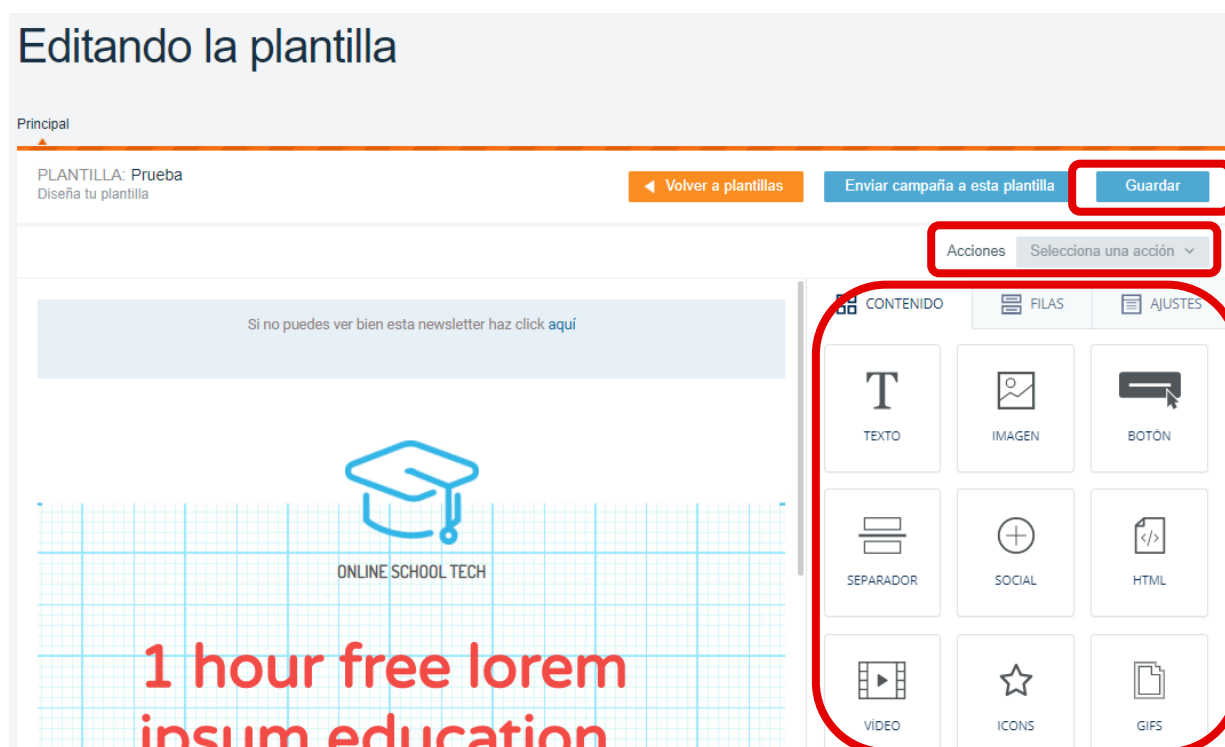 Editando la plantilla
Principal
PLANTILLA: Prueba
Diseña tu plantilla
Volver a plantillas
Enviar campaña a esta plantilla
Guardar
Acciones
Selecciona una acción
Si no puedes ver bien esta newsletter haz click aquí
ONLINE SCHOOL TECH
1 hour free lorem
ipsum education
CONTENIDO
FILAS
AJUSTES
TEXTO
IMAGEN
BOTÓN
SEPARADOR
SOCIAL
</>
HTML
VÍDEO
ICONS
GIFS